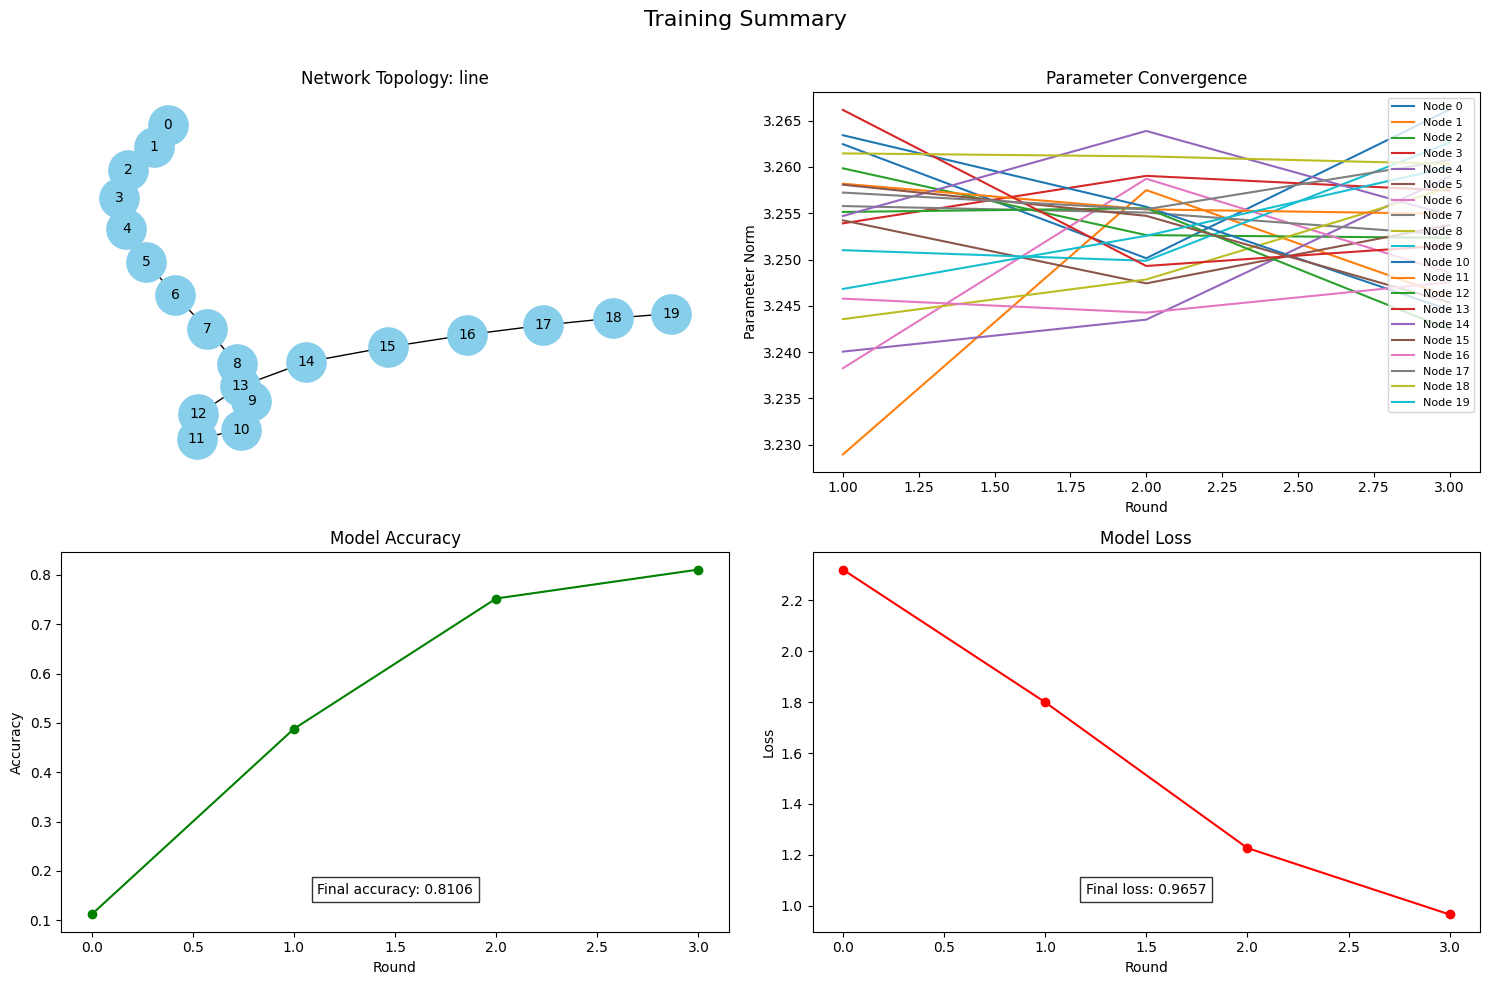 Training Summary
Network Topology: line
0
1
2
3
4
5
6
7
8
13
9
12
11
10
14
15
16
17
18
19
Parameter Convergence
Parameter Norm
3.265
3.260
3.255
3.250
3.245
3.240
3.235
3.230
Node 0
Node 1
Node 2
Node 3
Node 4
Node 5
Node 6
Node 7
Node 8
Node 9
Node 10
Node 11
Node 12
Node 13
Node 14
Node 15
Node 16
Node 17
Node 18
Node 19
1.00 1.25 1.50 1.75 2.00 2.25 2.50 2.75 3.00
Round
Model Accuracy
Accuracy
0.8
0.7
0.6
0.5
0.4
0.3
0.2
0.1
Final accuracy: 0.8106
0.0 0.5 1.0 1.5 2.0 2.5 3.0
Round
Model Loss
Loss
2.2
2.0
1.8
1.6
1.4
1.2
1.0
Final loss: 0.9657
0.0 0.5 1.0 1.5 2.0 2.5 3.0
Round